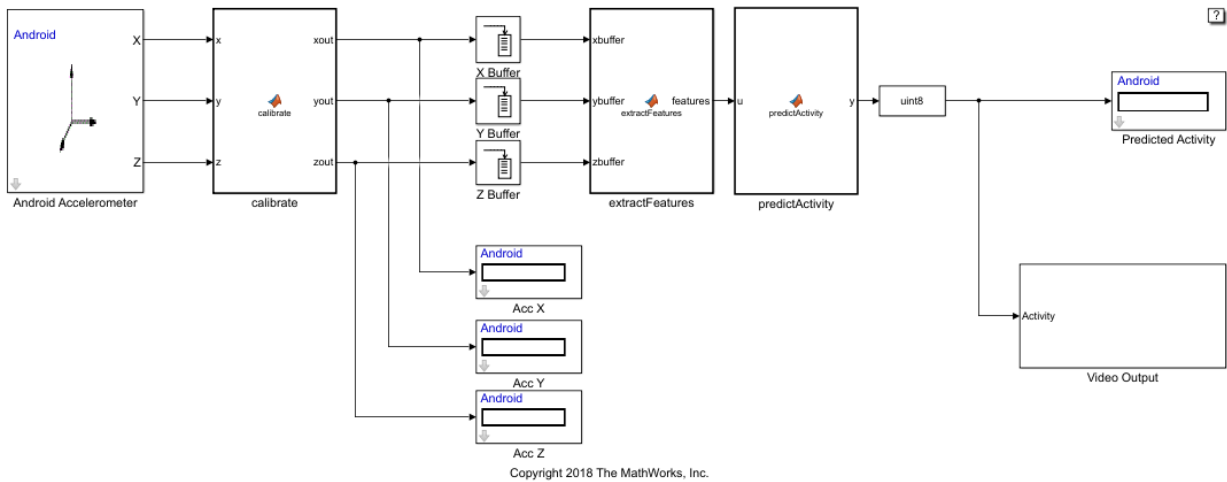 Android
X
Y
Z
Android Accelerometer
x
y
z
calibrate
xout
yout
zout
calibrate
X Buffer
Y Buffer
Z Buffer
xbuffer
ybuffer
zbuffer
extractFeatures
features
extractFeatures
u
predictActivity
y
predictActivity
uint8
?
Android
Predicted Activity
Activity
Video Output
Android
Acc X
Android
Acc Y
Android
Acc Z
Copyright 2018 The MathWorks, Inc.